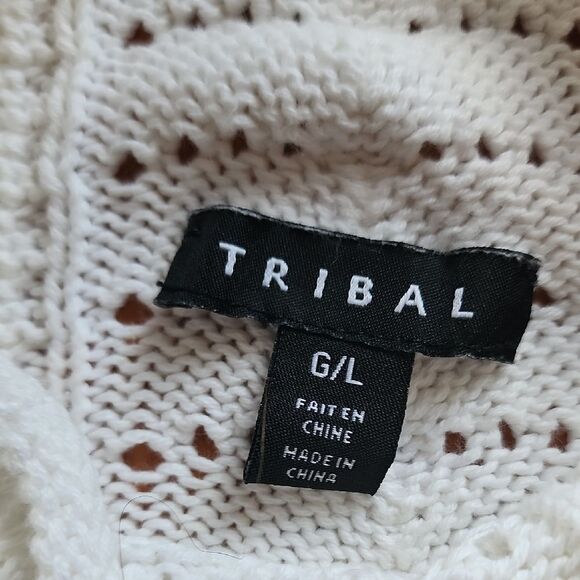 TRIBAL
G/L
FAIT EN
CHINE
MADE IN
CHINA